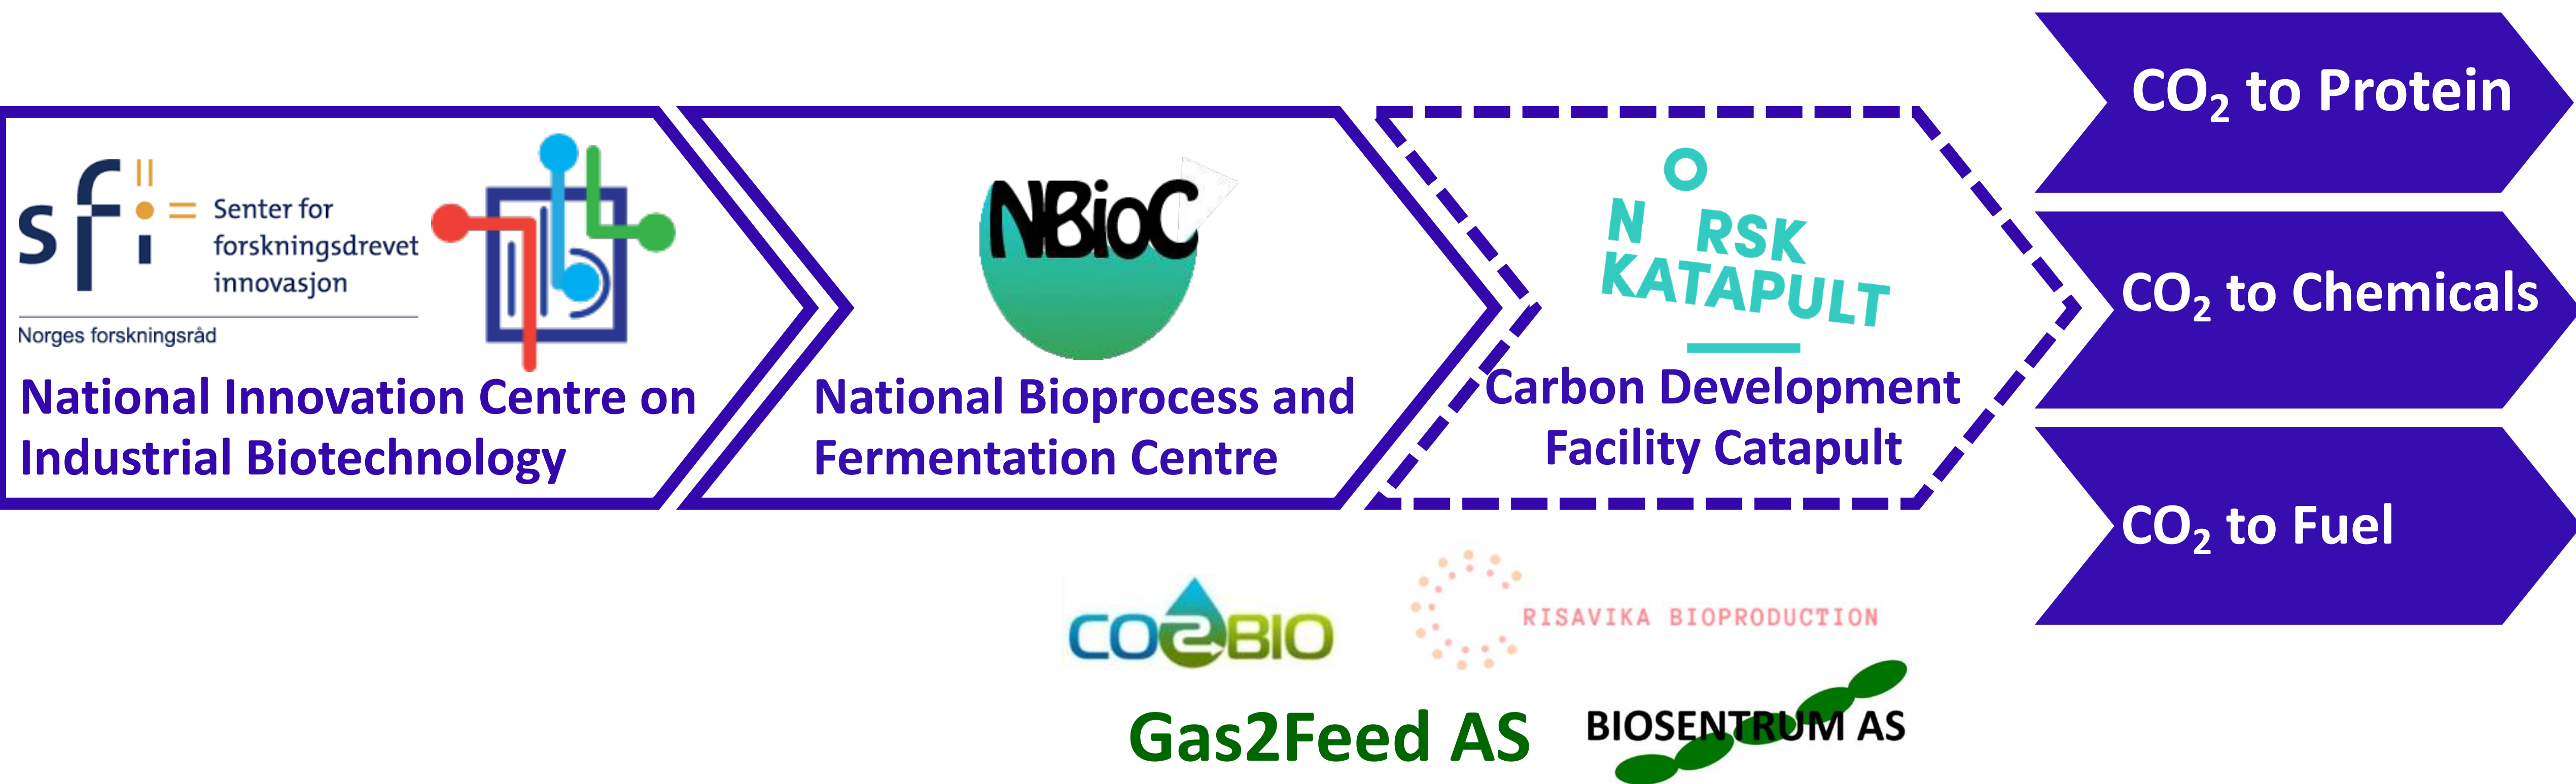 sfi
Senter for
forskningsdrevet
innovasjon
Norges forskningsråd
ib
National Innovation Centre on
Industrial Biotechnology
NBioC
National Bioprocess and
Fermentation Centre
NORSK
KATAPULT
Carbon Development
Facility Catapult
CO₂ to Protein
CO₂ to Chemicals
CO₂ to Fuel
CO2BIO
RISAVIKA BIOPRODUCTION
Gas2Feed AS
BIOSENTRUM AS